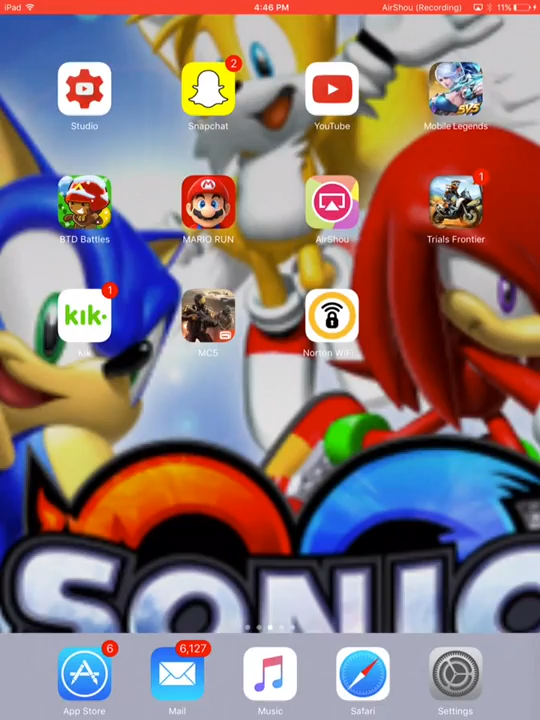 iPad 4:46 PM AirShou (Recording) 11%
2
Studio Snapchat YouTube Mobile Legends
5V5
1
BTD Battles MARIO RUN AirShou Trials Frontier
1
kik
Kik MC5 Norton WiFi...
SONIC
6 6,127
App Store Mail Music Safari Settings